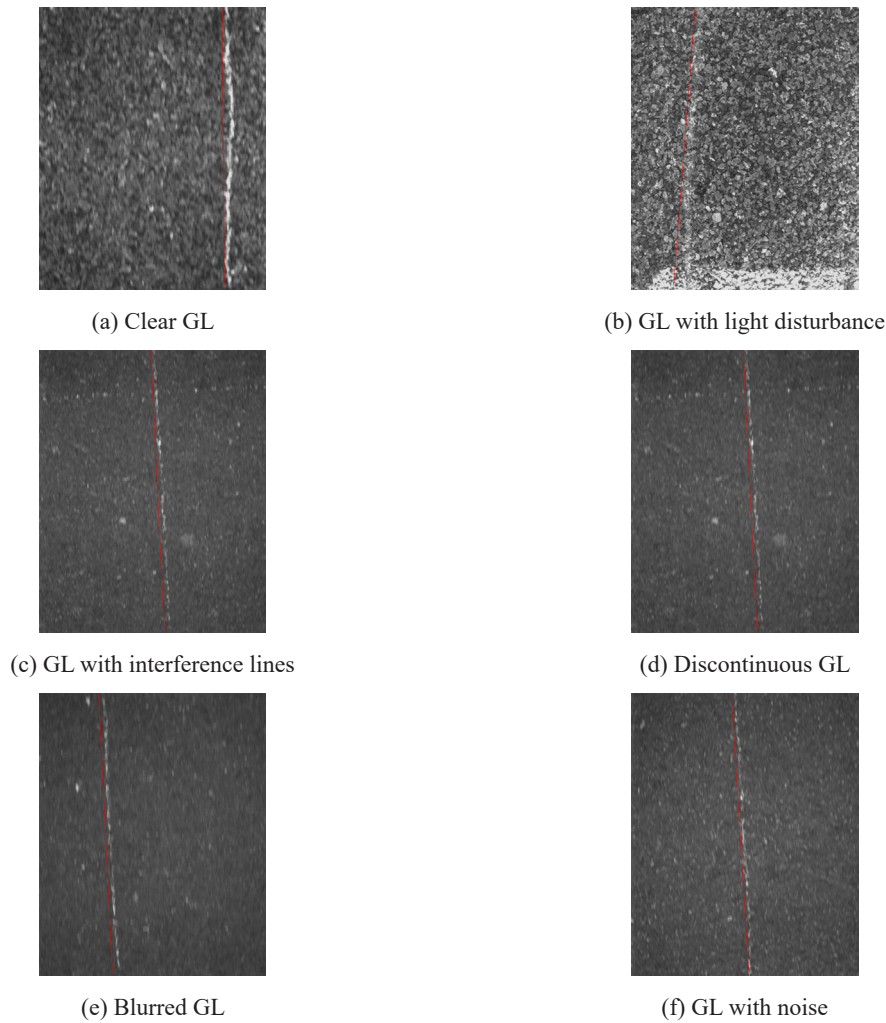 (a) Clear GL
(b) GL with light disturbance
(c) GL with interference lines
(d) Discontinuous GL
(e) Blurred GL
(f) GL with noise